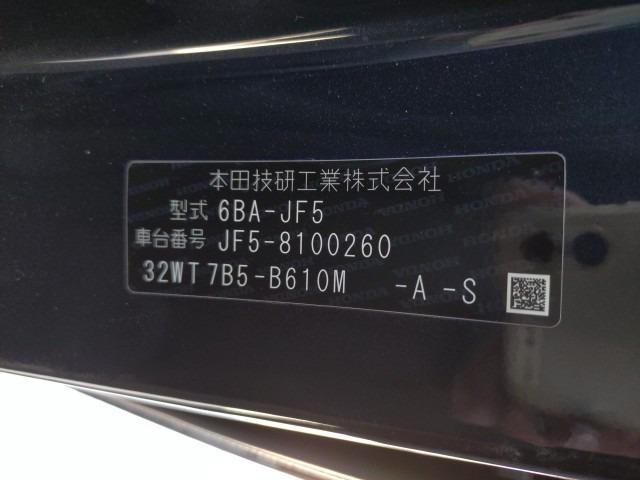 本田技研工業株式会社
型式 6BA-JF5
車台番号 JF5-8100260
32WT7B5-B610M -A -S